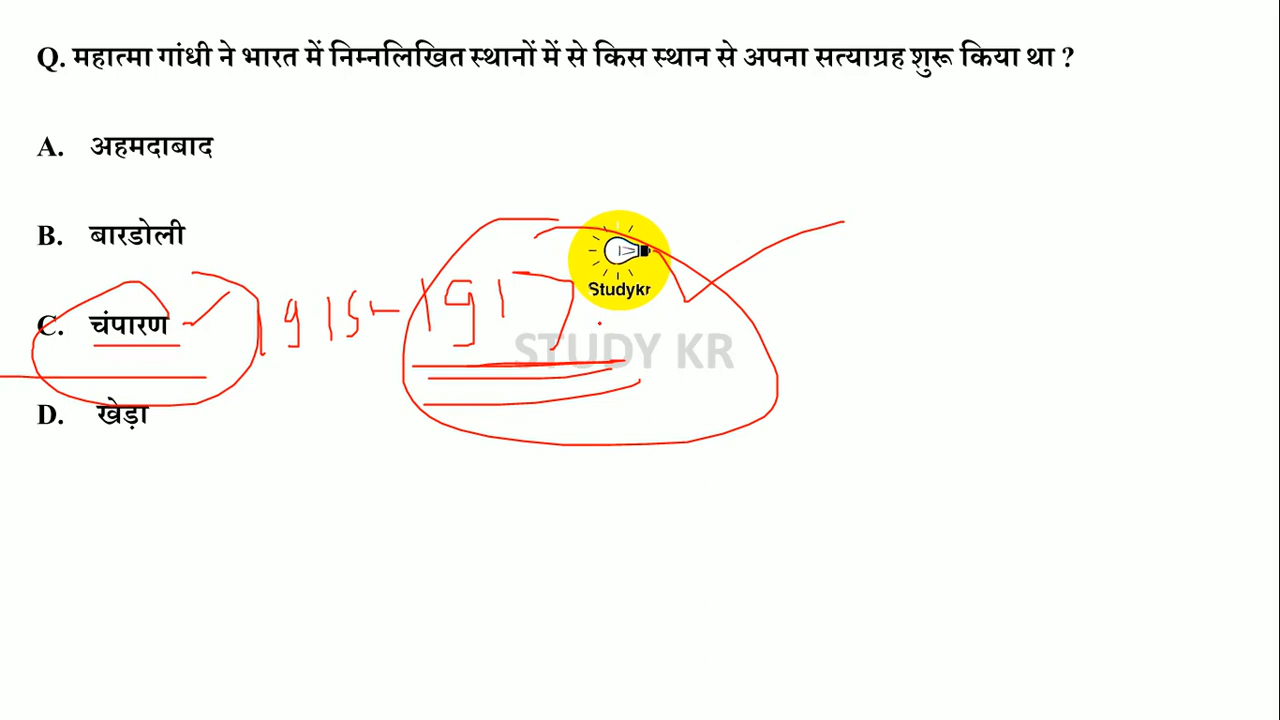 Q. महात्मा गांधी ने भारत में निम्नलिखित स्थानों में से किस स्थान से अपना सत्याग्रह शुरू किया था ?
A. अहमदाबाद
B. बारडोली
Studykr
C. चंपारण 1915-1917
STUDY KR
D. खेड़ा